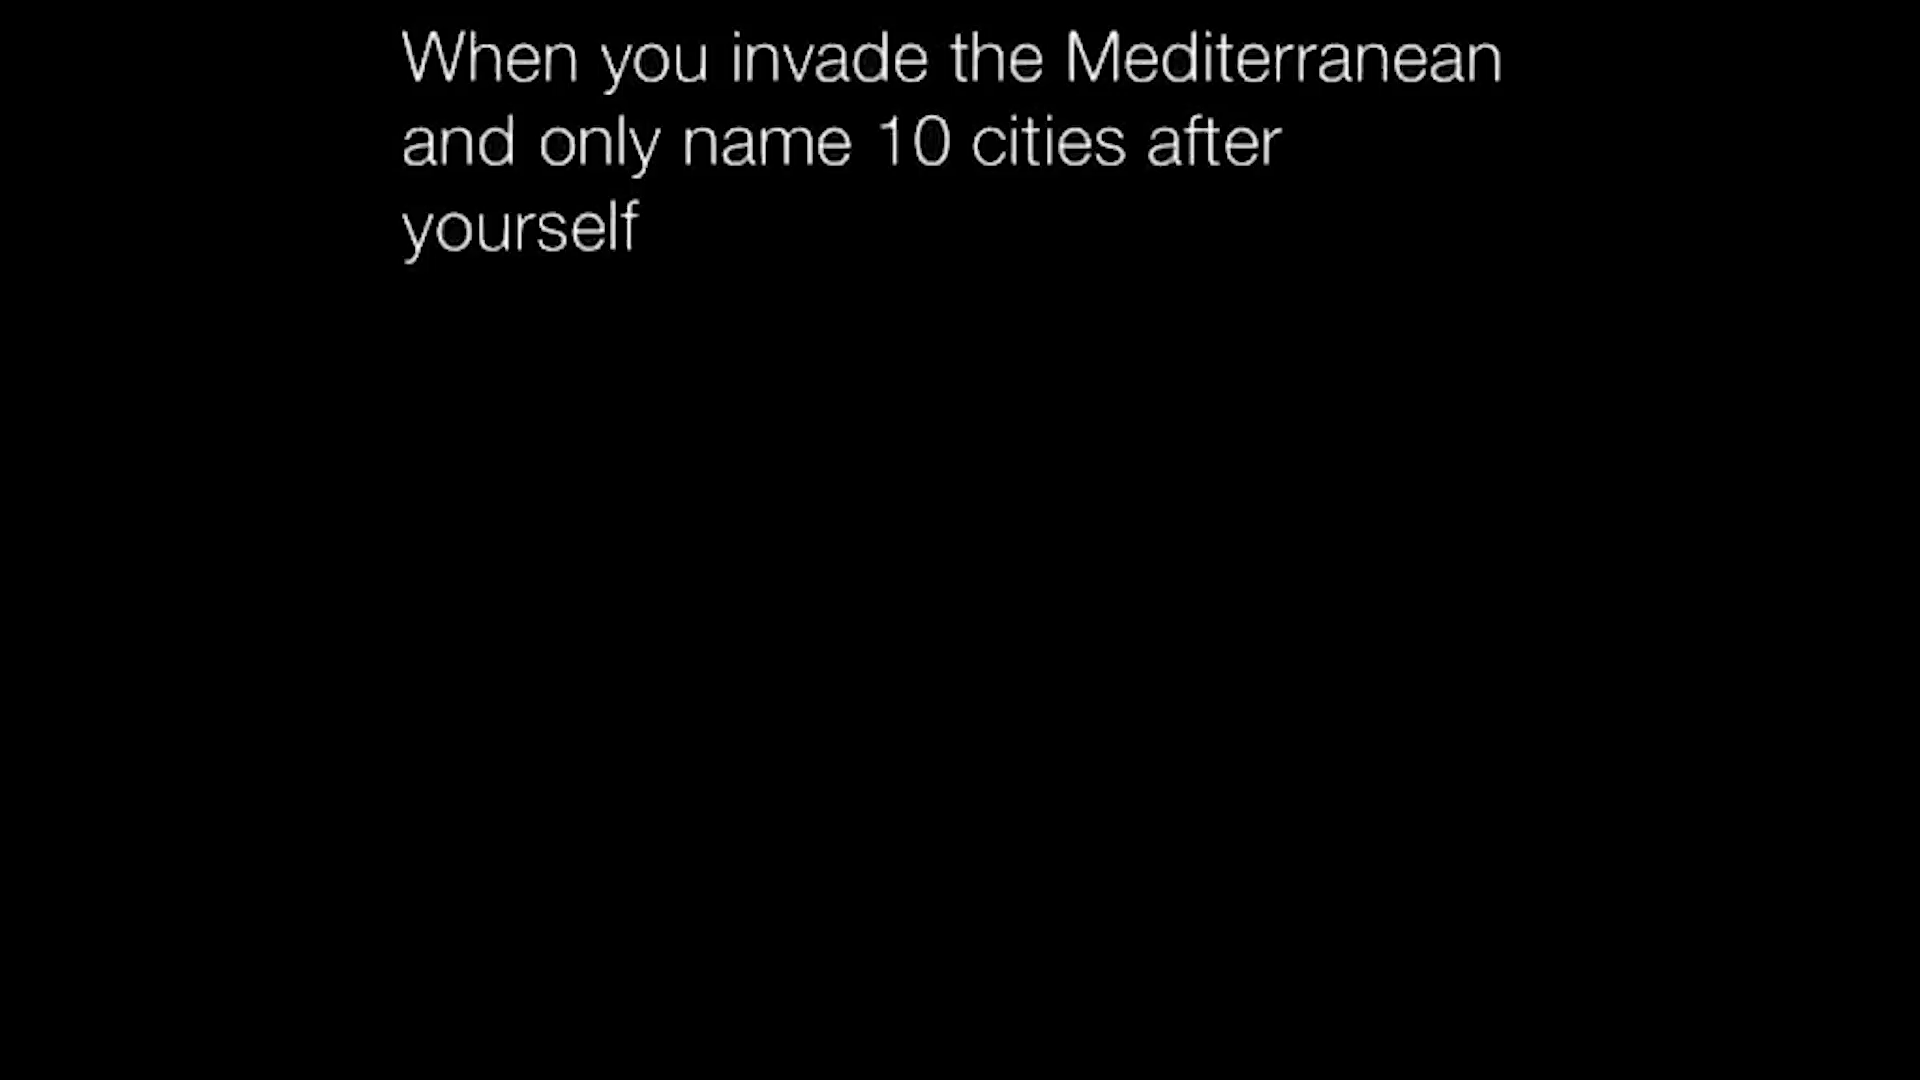 When you invade the Mediterranean
and only name 10 cities after
yourself